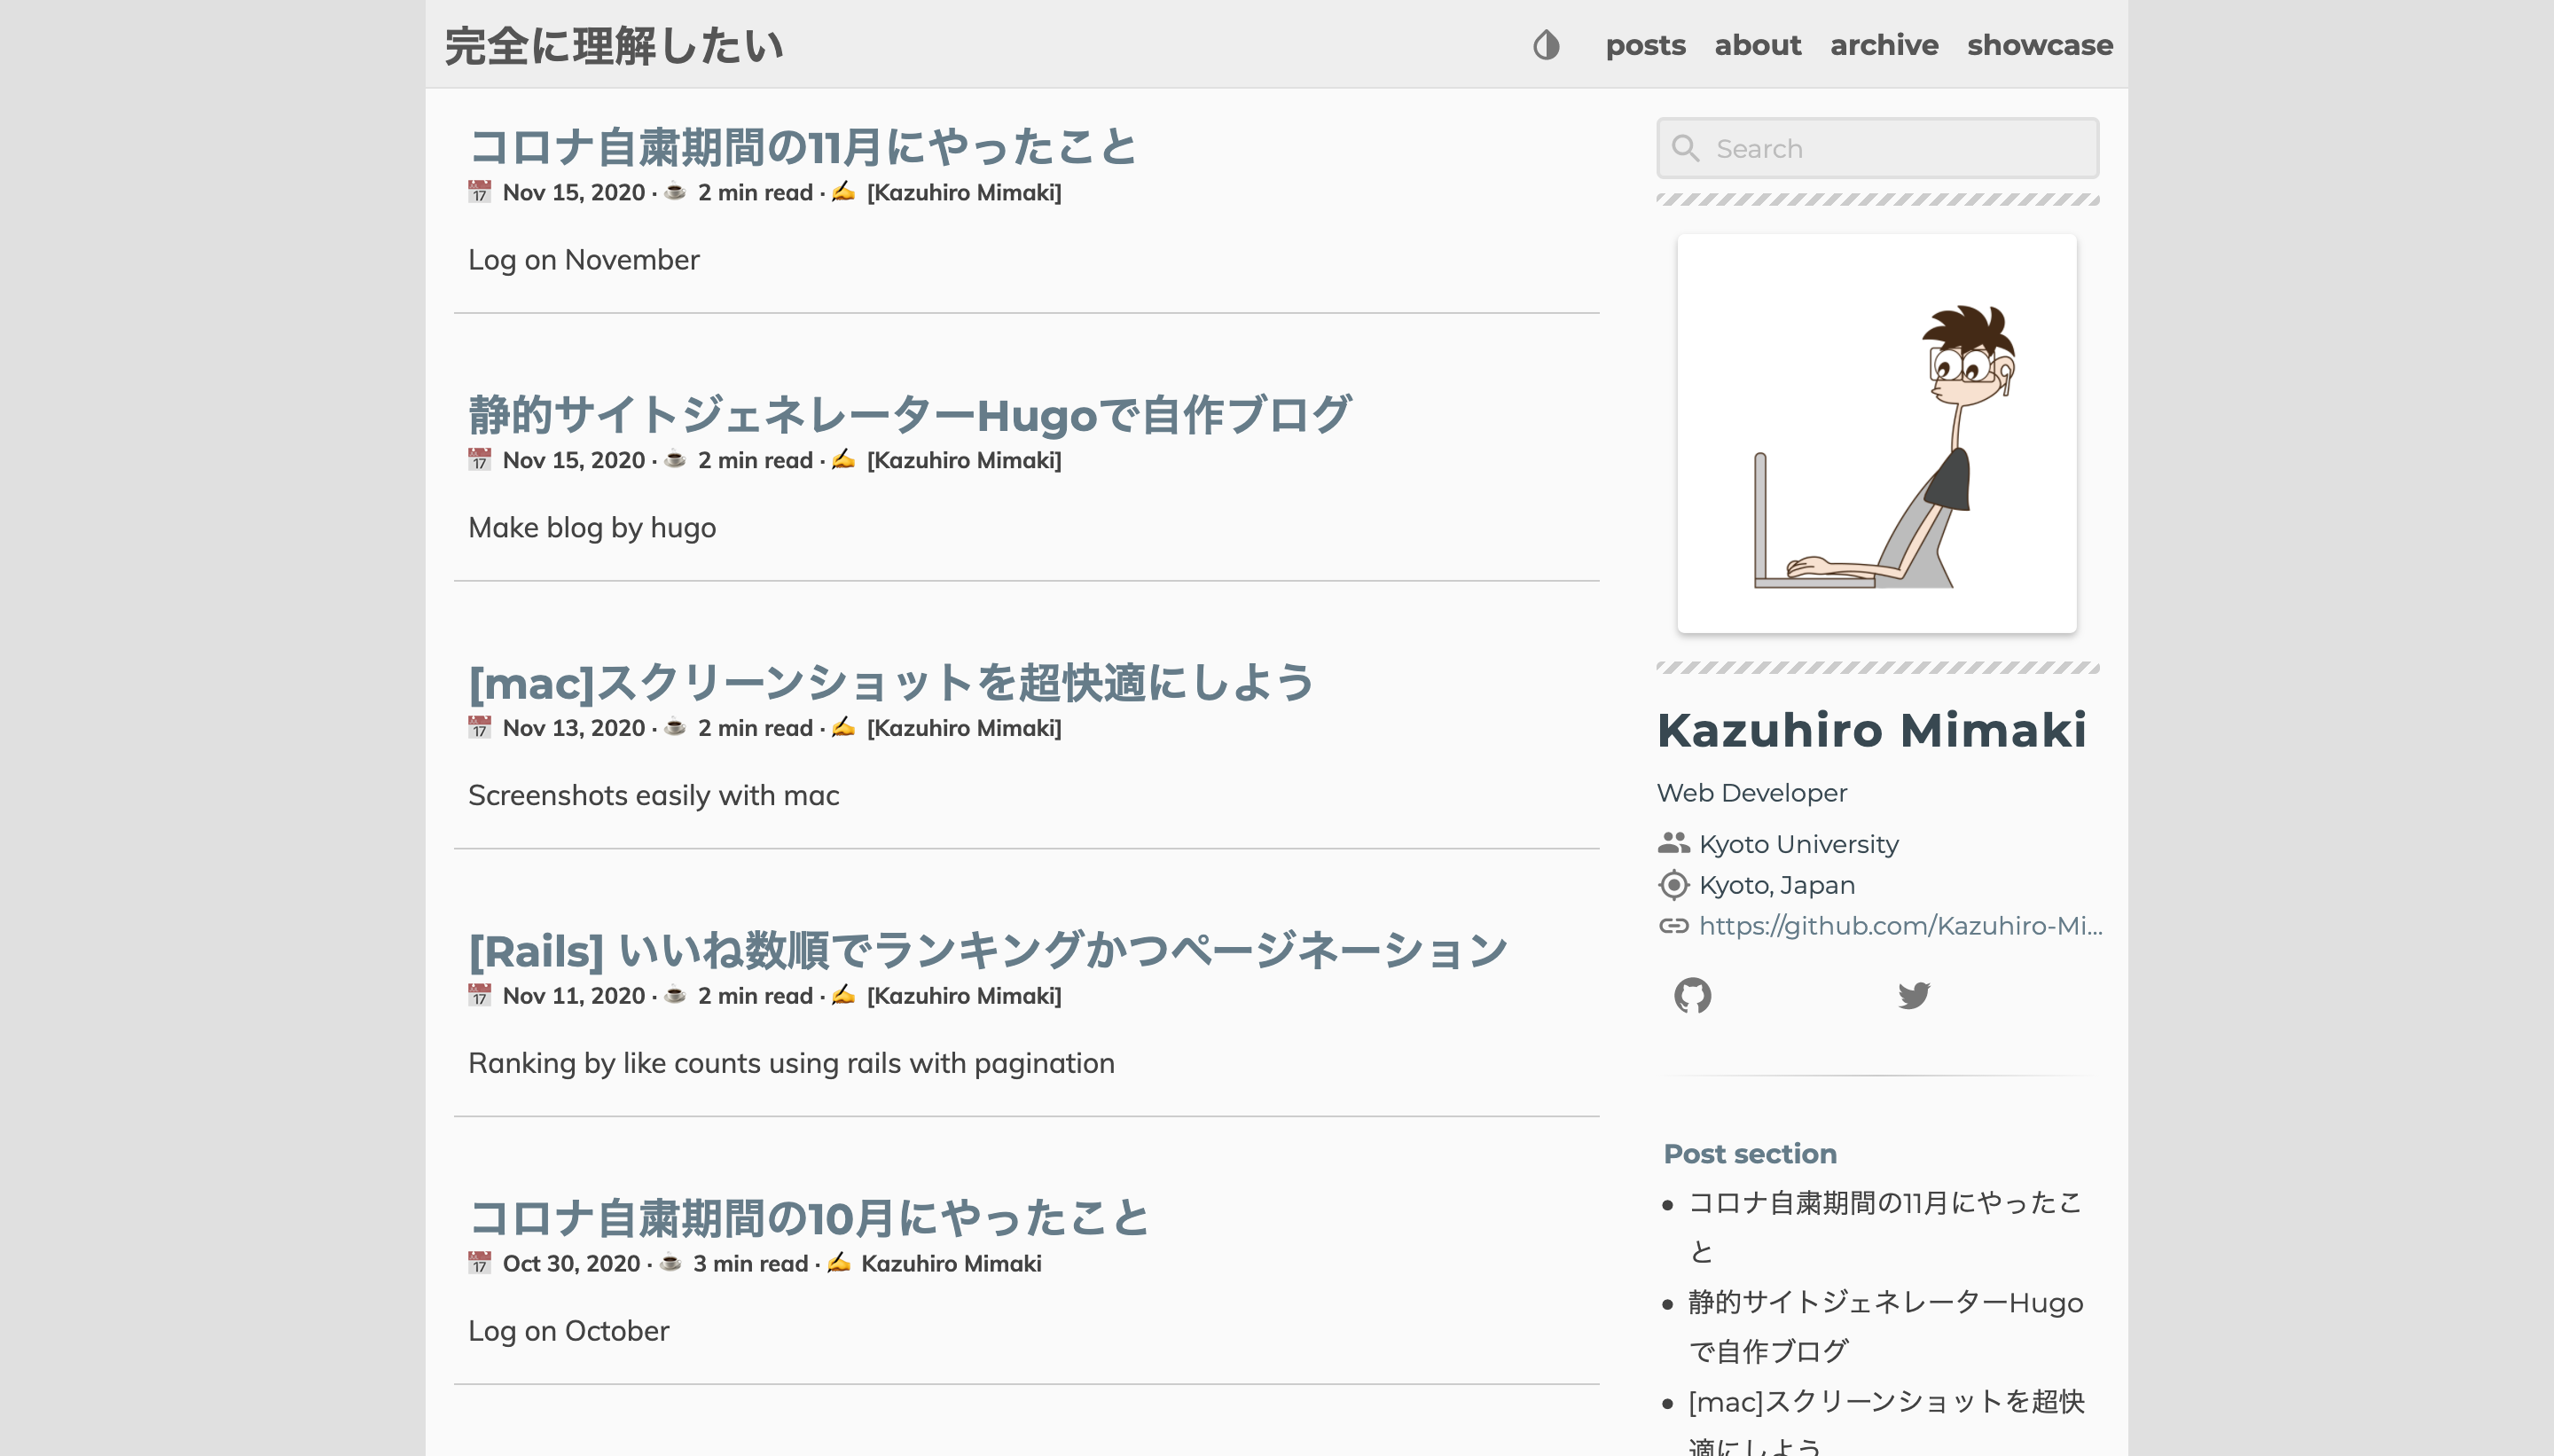 完全に理解したい
posts about archive showcase
コロナ自粛期間の11月にやったこと
Nov 15, 2020 · 2 min read · [Kazuhiro Mimaki]
Log on November
静的サイトジェネレーターHugoで自作ブログ
Nov 15, 2020 · 2 min read · [Kazuhiro Mimaki]
Make blog by hugo
[mac]スクリーンショットを超快適にしよう
Nov 13, 2020 · 2 min read · [Kazuhiro Mimaki]
Screenshots easily with mac
[Rails] いいね数順でランキングかつページネーション
Nov 11, 2020 · 2 min read · [Kazuhiro Mimaki]
Ranking by like counts using rails with pagination
コロナ自粛期間の10月にやったこと
Oct 30, 2020 · 3 min read · Kazuhiro Mimaki
Log on October
Search
Kazuhiro Mimaki
Web Developer
Kyoto University
Kyoto, Japan
https://github.com/Kazuhiro-Mi...
Post section
• コロナ自粛期間の11月にやったこ
と
• 静的サイトジェネレーターHugo
で自作ブログ
• [mac]スクリーンショットを超快
適にしよう